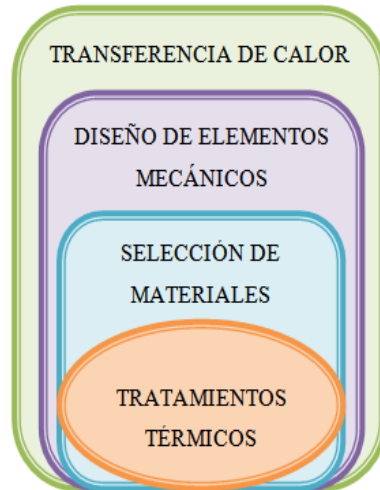 TRANSFERENCIA DE CALOR
DISEÑO DE ELEMENTOS
MECÁNICOS
SELECCIÓN DE
MATERIALES
TRATAMIENTOS
TÉRMICOS